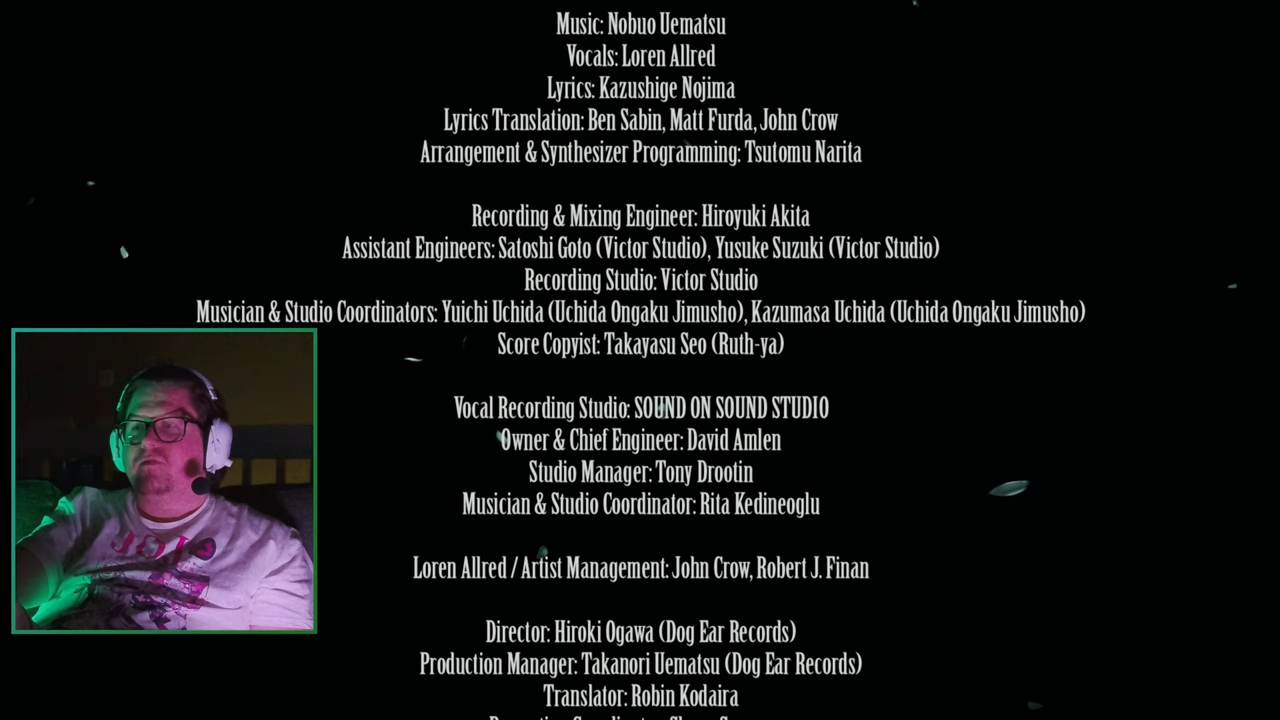 Music: Nobuo Uematsu
Vocals: Loren Allred
Lyrics: Kazushige Nojima
Lyrics Translation: Ben Sabin, Matt Furda, John Crow
Arrangement & Synthesizer Programming: Tsutomu Narita
Recording & Mixing Engineer: Hiroyuki Akita
Assistant Engineers: Satoshi Goto (Victor Studio), Yusuke Suzuki (Victor Studio)
Recording Studio: Victor Studio
Musician & Studio Coordinators: Yuichi Uchida (Uchida Ongaku Jimusho), Kazumasa Uchida (Uchida Ongaku Jimusho)
Score Copyist: Takayasu Seo (Ruth-ya)
Vocal Recording Studio: SOUND ON SOUND STUDIO
Owner & Chief Engineer: David Amlen
Studio Manager: Tony Drootin
Musician & Studio Coordinator: Rita Kedineoglu
Loren Allred / Artist Management: John Crow, Robert J. Finan
Director: Hiroki Ogawa (Dog Ear Records)
Production Manager: Takanori Uematsu (Dog Ear Records)
Translator: Robin Kodaira